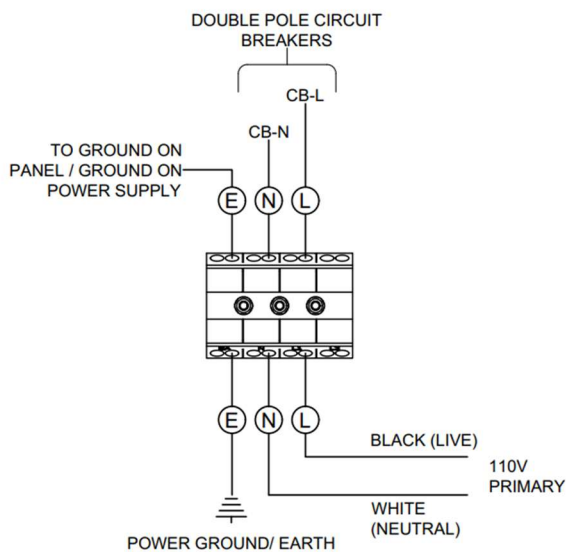 DOUBLE POLE CIRCUIT
BREAKERS
CB-L
CB-N
TO GROUND ON
PANEL / GROUND ON
POWER SUPPLY
E N L
E N L
BLACK (LIVE)
110V
PRIMARY
WHITE
(NEUTRAL)
POWER GROUND/ EARTH